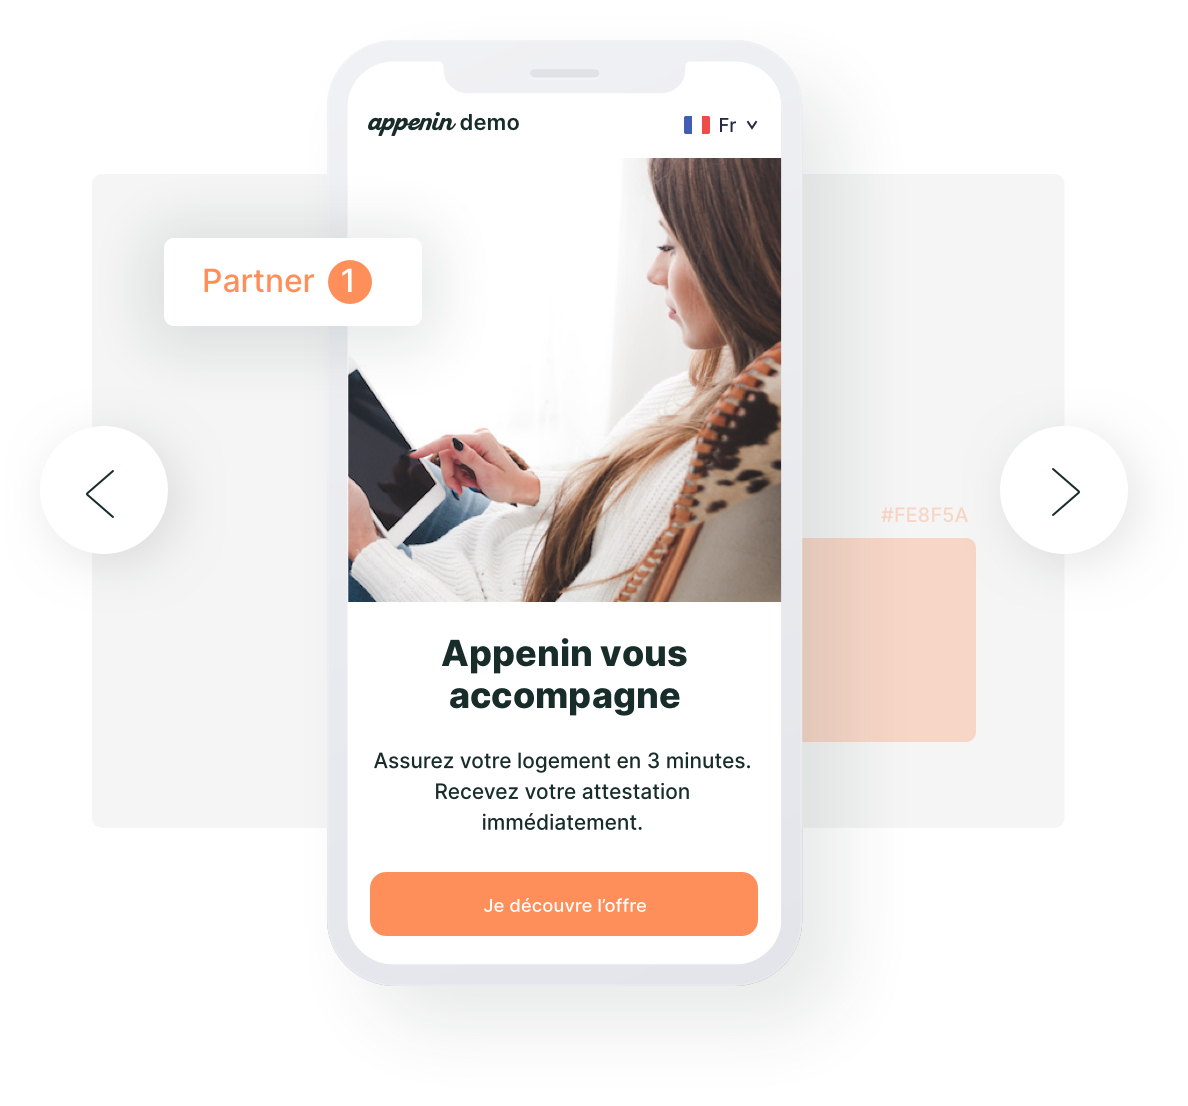 appenin demo
Fr
Partner 1
#FE8F5A
Appenin vous
accompagne
Assurez votre logement en 3 minutes.
Recevez votre attestation
immédiatement.
Je découvre l’offre